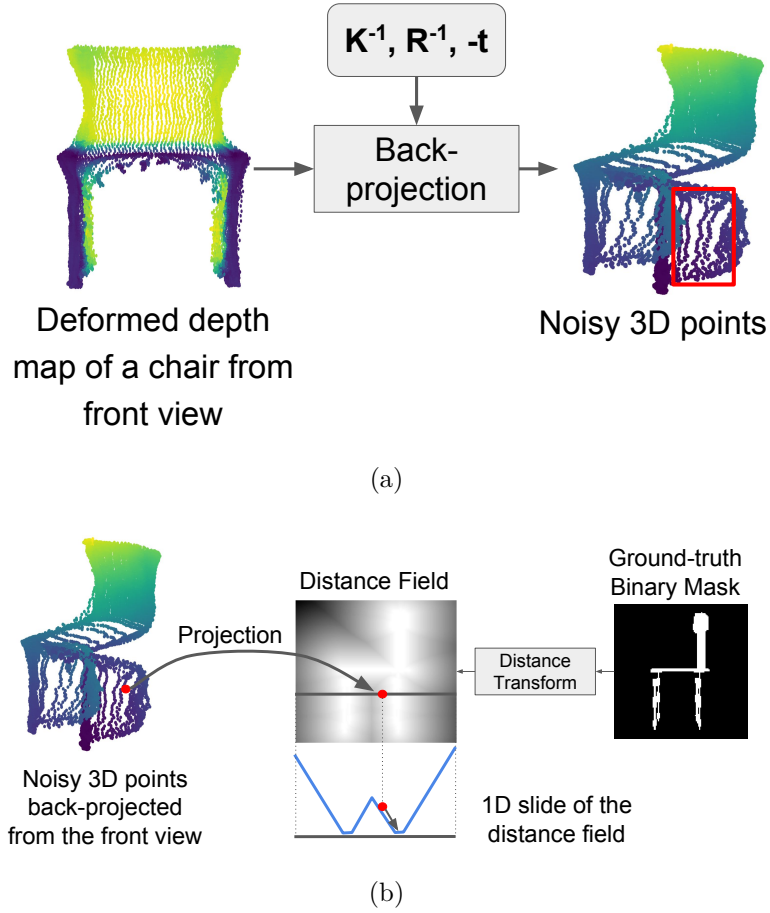 K⁻¹, R⁻¹, -t
Back-
projection
Deformed depth
map of a chair from
front view
Noisy 3D points
(a)
Ground-truth
Binary Mask
Distance Field
Projection
Distance
Transform
Noisy 3D points
back-projected
from the front view
1D slide of the
distance field
(b)